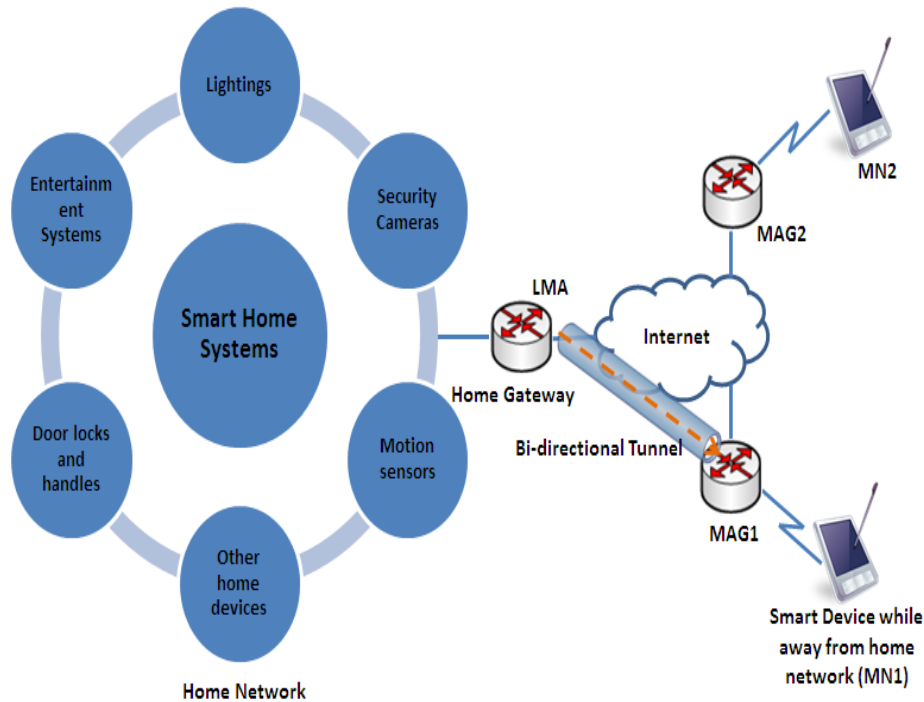 Lightings
Entertainm
ent
Systems
Security
Cameras
Smart Home
Systems
Door locks
and
handles
Motion
sensors
Other
home
devices
Home Network
LMA
Home Gateway
Internet
Bi-directional Tunnel
MAG2
MN2
MAG1
Smart Device while
away from home
network (MN1)